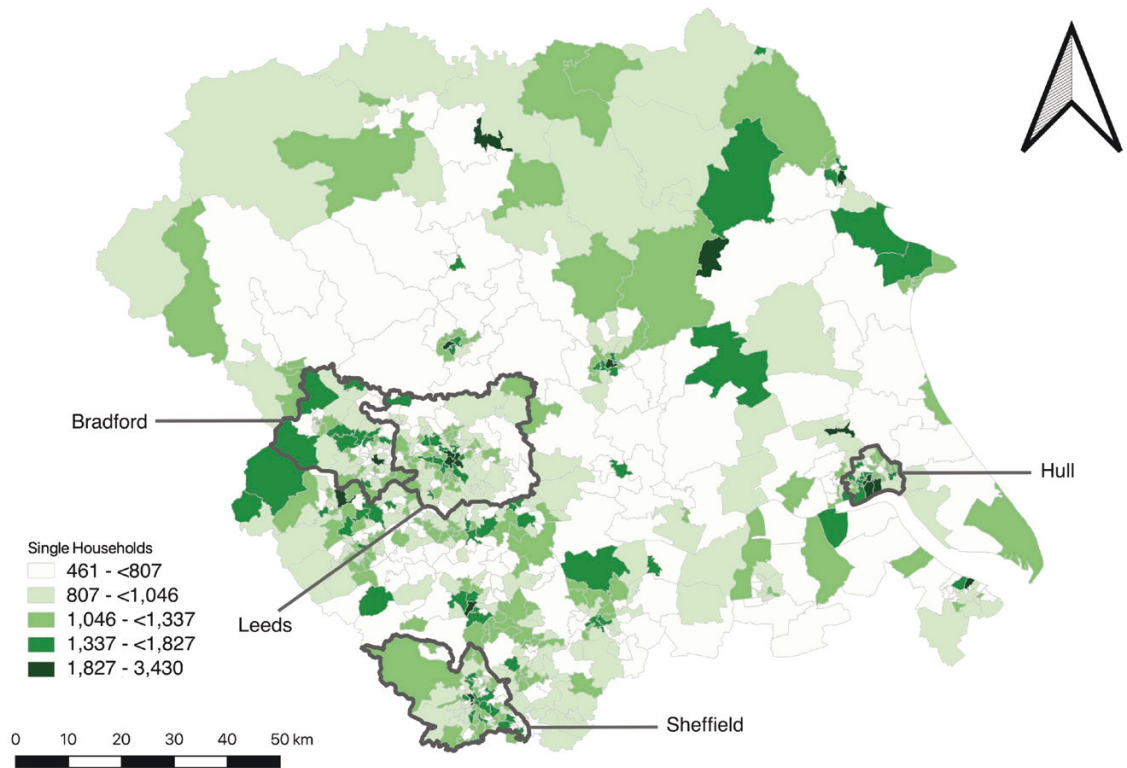 Bradford
Hull
Single Households
461 - <807
807 - <1,046
1,046 - <1,337
1,337 - <1,827
1,827 - 3,430
Leeds
Sheffield
0 10 20 30 40 50 km